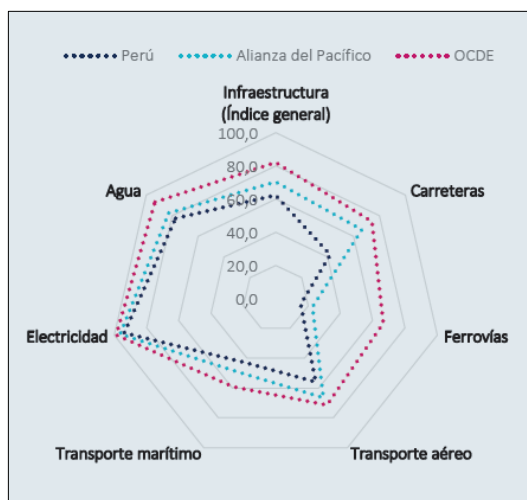 Perú Alianza del Pacífico OCDE
Infraestructura
(Índice general)
100,0
80,0
60,0
40,0
20,0
0,0
Agua
Carreteras
Electricidad
Ferrovías
Transporte marítimo
Transporte aéreo